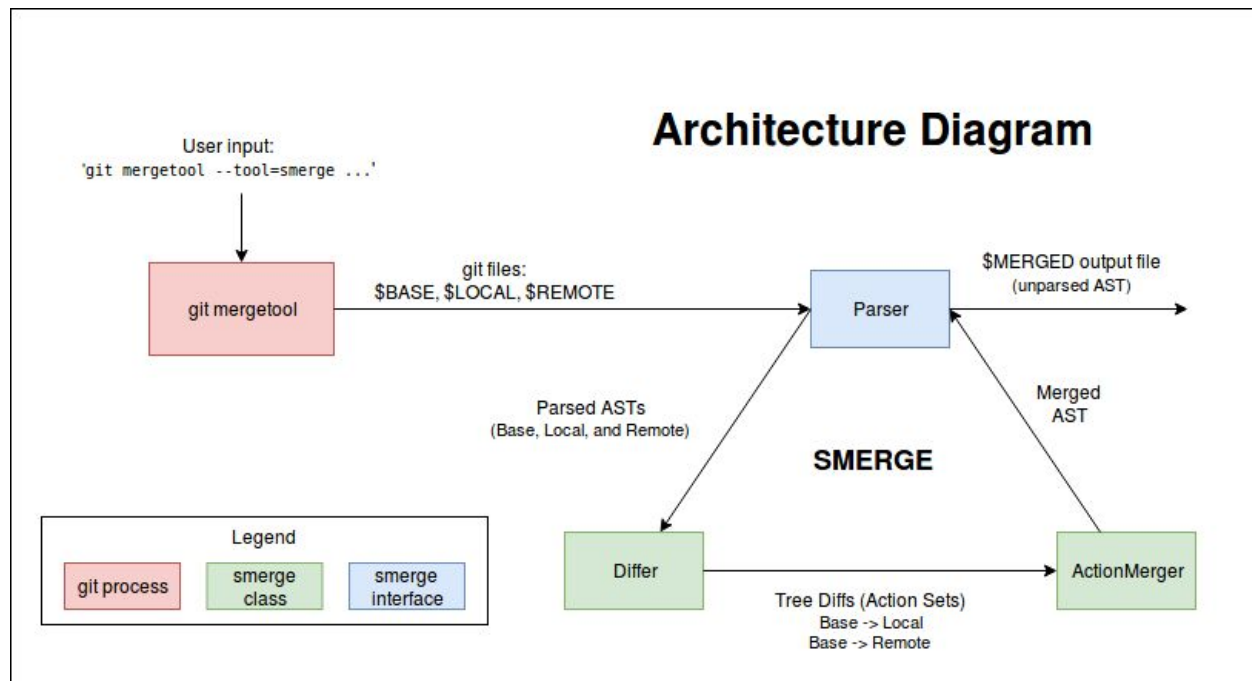 Architecture Diagram
User input:
'git mergetool --tool=smerge ...'
git mergetool
git files:
$BASE, $LOCAL, $REMOTE
Parser
$MERGED output file
(unparsed AST)
Parsed ASTs
(Base, Local, and Remote)
Merged
AST
SMERGE
Differ
Tree Diffs (Action Sets)
Base -> Local
Base -> Remote
ActionMerger
Legend
git process
smerge
class
smerge
interface